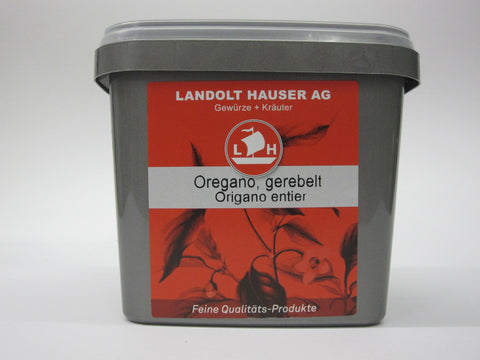 LANDOLT HAUSER AG
Gewürze + Kräuter
L H
Oregano, gerebelt
Origano entier
Feine Qualitäts-Produkte